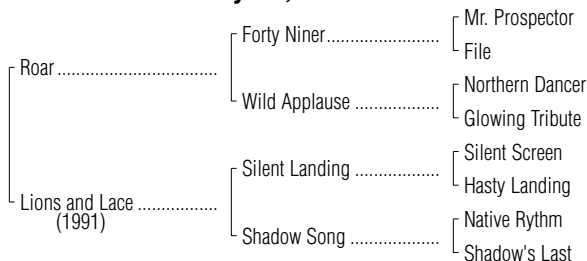 Mr. Prospector
Forty Niner
File
Roar
Northern Dancer
Wild Applause
Glowing Tribute
Silent Screen
Silent Landing
Hasty Landing
Lions and Lace
(1991)
Native Rythm
Shadow Song
Shadow's Last